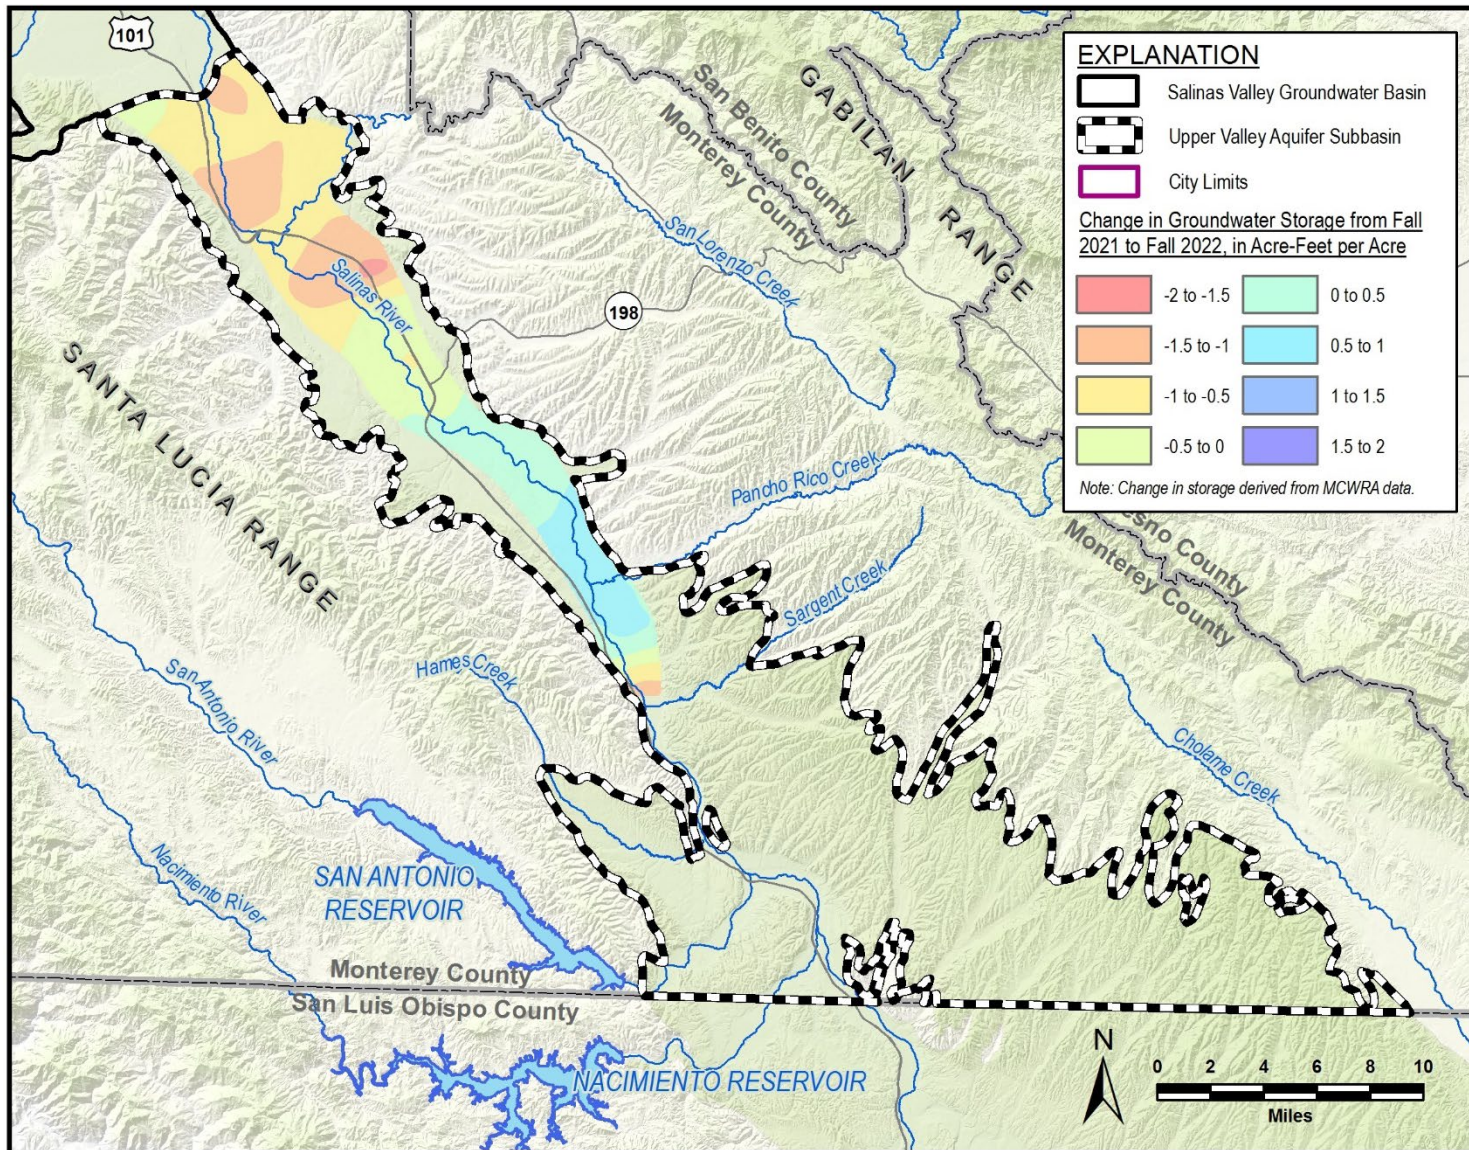 101
EXPLANATION
Salinas Valley Groundwater Basin
Upper Valley Aquifer Subbasin
City Limits
Change in Groundwater Storage from Fall
2021 to Fall 2022, in Acre-Feet per Acre
-2 to -1.5
0 to 0.5
-1.5 to -1
0.5 to 1
-1 to -0.5
1 to 1.5
-0.5 to 0
1.5 to 2
Note: Change in storage derived from MCWRA data.
GABILAN
RANGE
San Benito County
Monterey County
San Lorenzo Creek
Salinas River
198
SANTA LUCIA RANGE
Pancho Rico Creek
esno County
Monterey County
Sargent Creek
Hames Creek
San Antonio River
Cholame Creek
Nacimiento River
SAN ANTONIO
RESERVOIR
Monterey County
San Luis Obispo County
NACIMIENTO RESERVOIR
N
0 2 4 6 8 10
Miles